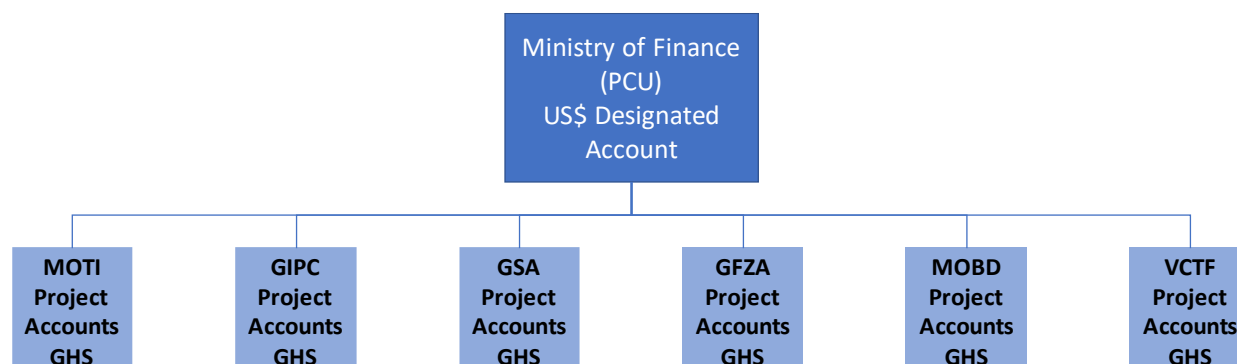 Ministry of Finance
(PCU)
US$ Designated
Account
MOTI
Project
Accounts
GHS
GIPC
Project
Accounts
GHS
GSA
Project
Accounts
GHS
GFZA
Project
Accounts
GHS
MOBD
Project
Accounts
GHS
VCTF
Project
Accounts
GHS